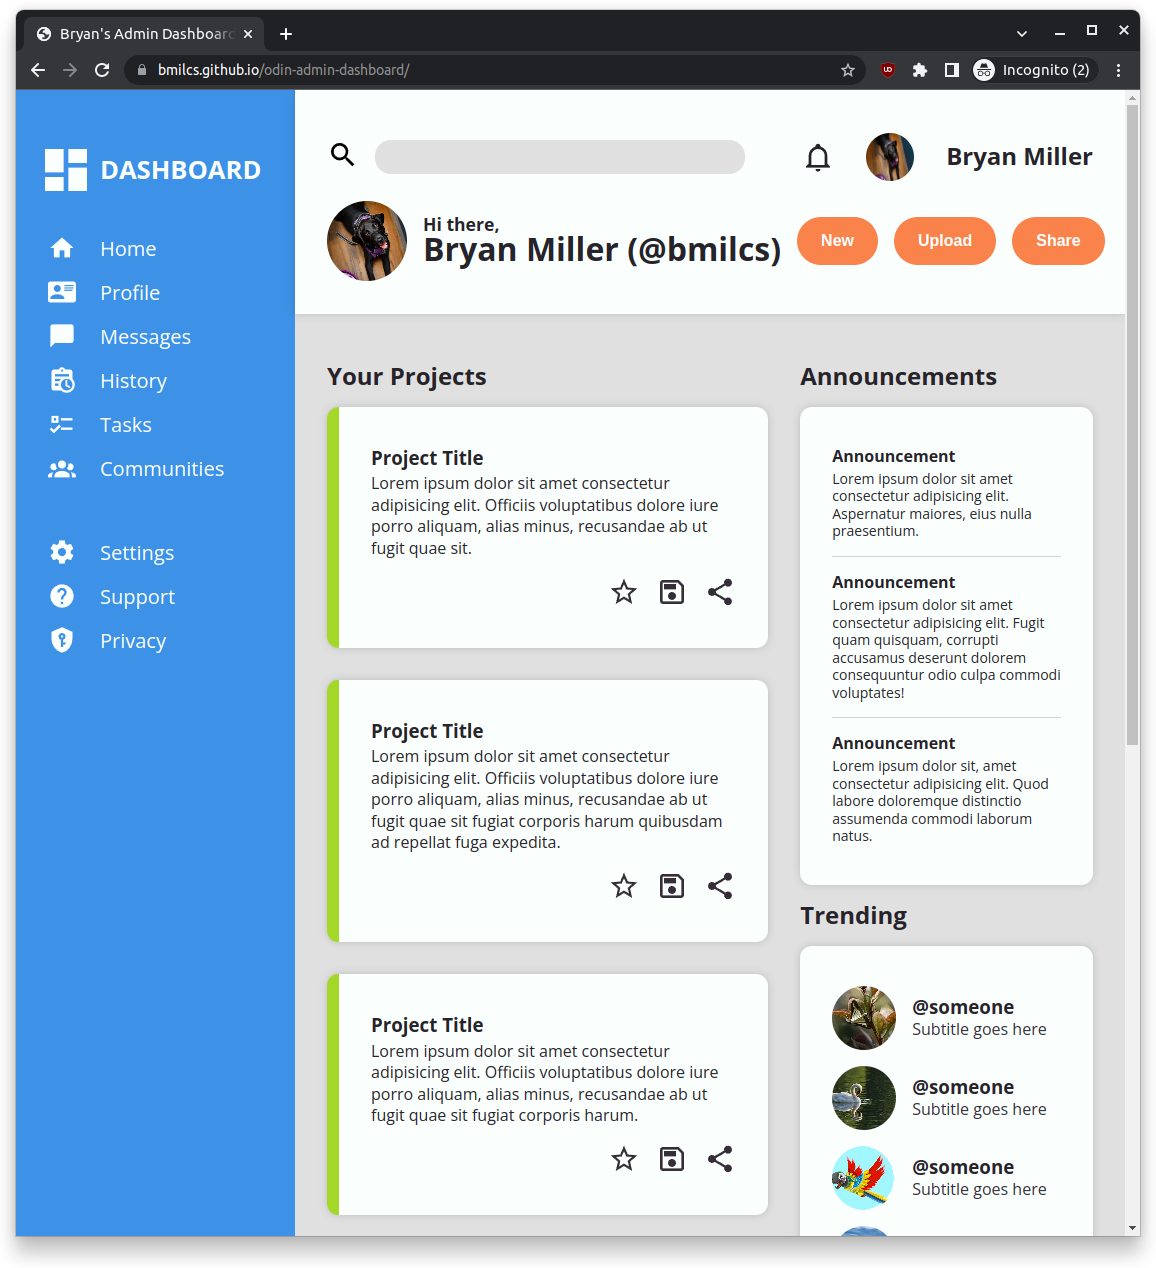 Bryan's Admin Dashboard
bmilcs.github.io/odin-admin-dashboard/
Incognito (2)
DASHBOARD
Home
Profile
Messages
History
Tasks
Communities
Settings
Support
Privacy
Bryan Miller
Hi there,
Bryan Miller (@bmilcs)
New
Upload
Share
Your Projects
Project Title
Lorem ipsum dolor sit amet consectetur
adipisicing elit. Officiis voluptatibus dolore iure
porro aliquam, alias minus, recusandae ab ut
fugit quae sit.
Project Title
Lorem ipsum dolor sit amet consectetur
adipisicing elit. Officiis voluptatibus dolore iure
porro aliquam, alias minus, recusandae ab ut
fugit quae sit fugiat corporis harum quibusdam
ad repellat fuga expedita.
Project Title
Lorem ipsum dolor sit amet consectetur
adipisicing elit. Officiis voluptatibus dolore iure
porro aliquam, alias minus, recusandae ab ut
fugit quae sit fugiat corporis harum.
Announcements
Announcement
Lorem ipsum dolor sit amet
consectetur adipisicing elit.
Aspernatur maiores, eius nulla
praesentium.
Announcement
Lorem ipsum dolor sit amet
consectetur adipisicing elit. Fugit
quam quisquam, corrupti
accusamus deserunt dolorem
consequuntur odio culpa commodi
voluptates!
Announcement
Lorem ipsum dolor sit, amet
consectetur adipisicing elit. Quod
labore doloremque distinctio
assumenda commodi laborum
natus.
Trending
@someone
Subtitle goes here
@someone
Subtitle goes here
@someone
Subtitle goes here